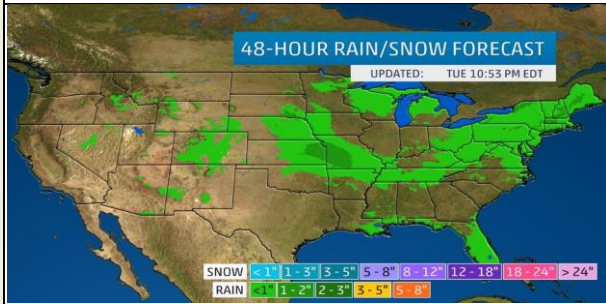 48-HOUR RAIN/SNOW FORECAST
UPDATED: TUE 10:53 PM EDT
SNOW <1" 1 - 3" 3 - 5" 5 - 8" 8 - 12" 12 - 18" 18 - 24" > 24"
RAIN <1" 1 - 2" 2 - 3" 3 - 5" 5 - 8"